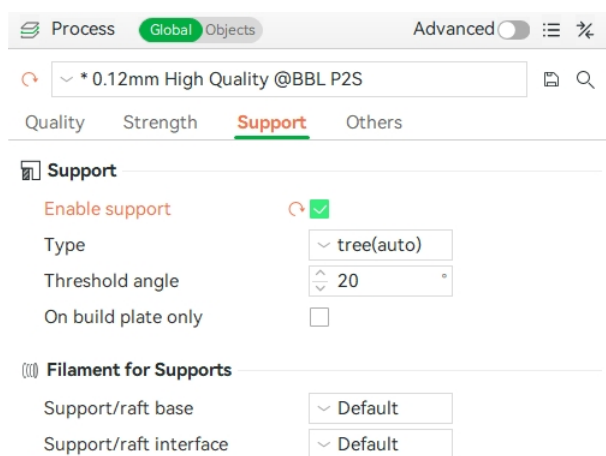 Process Global Objects Advanced
* 0.12mm High Quality @BBL P2S
Quality Strength Support Others
Support
Enable support
Type tree(auto)
Threshold angle 20 °
On build plate only
Filament for Supports
Support/raft base Default
Support/raft interface Default